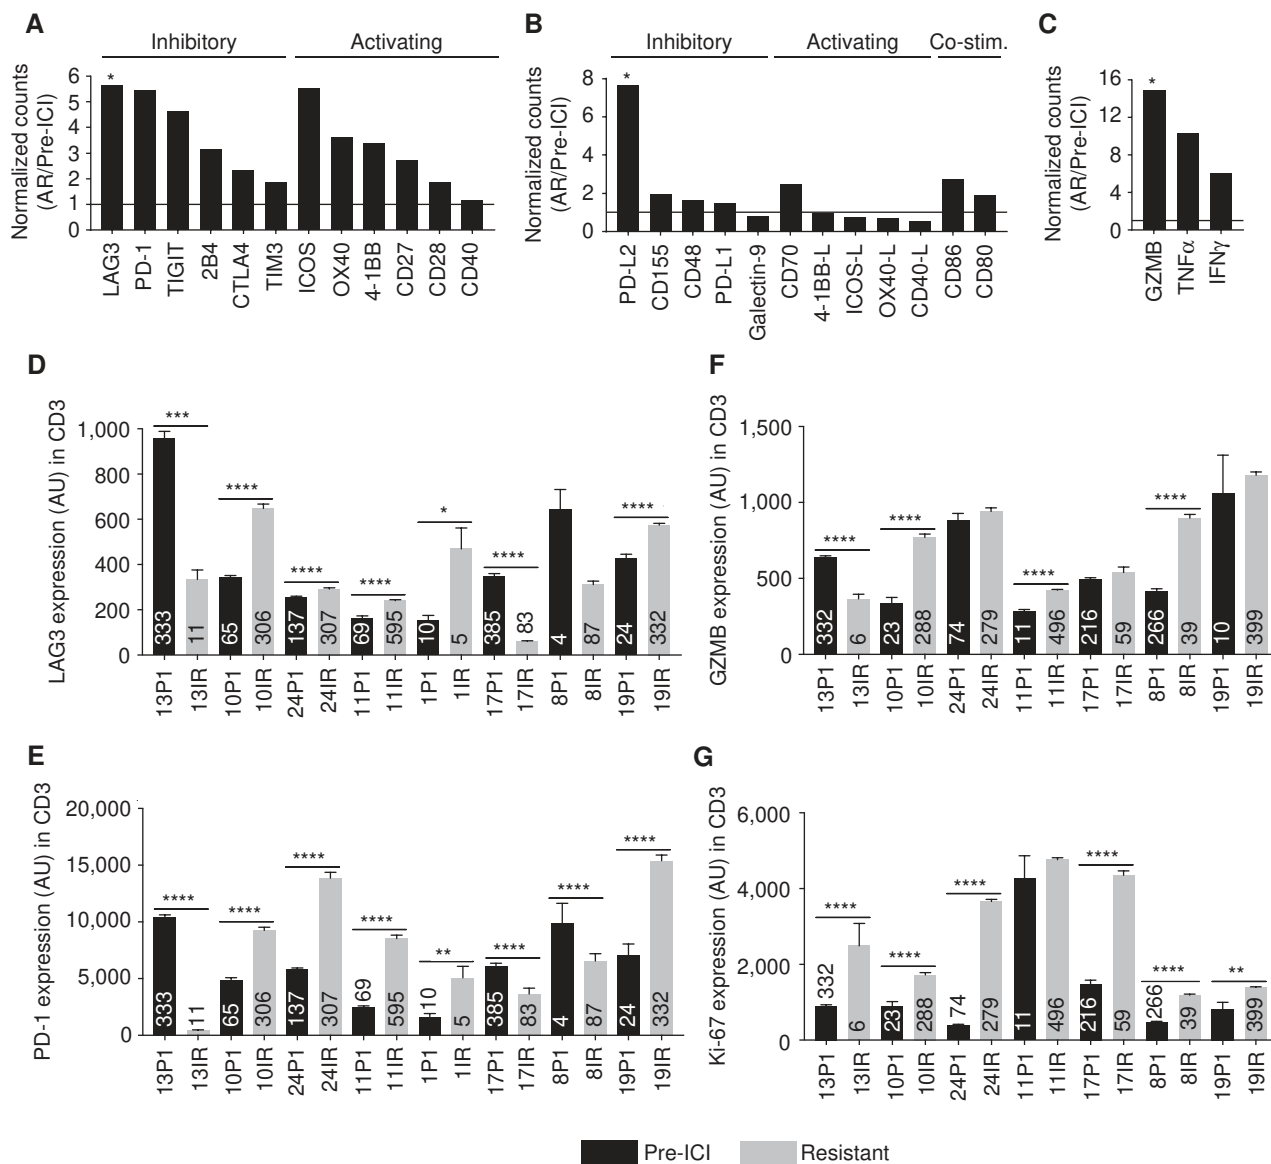 A
Inhibitory
Activating
Normalized counts
(AR/Pre-ICI)
6
5
4
3
2
1
0
*
LAG3
PD-1
TIGIT
2B4
CTLA4
TIM3
ICOS
OX40
4-1BB
CD27
CD28
CD40
B
Inhibitory
Activating
Co-stim.
Normalized counts
(AR/Pre-ICI)
8
6
4
2
0
*
PD-L2
CD155
CD48
PD-L1
Galectin-9
CD70
4-1BB-L
ICOS-L
OX40-L
CD40-L
CD86
CD80
C
Normalized counts
(AR/Pre-ICI)
16
12
8
4
0
*
GZMB
TNFα
IFNγ
D
LAG3 expression (AU) in CD3
1,000
800
600
400
200
0
***
****
****
****
*
****
****
333
11
65
306
137
307
69
595
10
5
385
83
4
87
24
332
13P1
13IR
10P1
10IR
24P1
24IR
11P1
11IR
1P1
1IR
17P1
17IR
8P1
8IR
19P1
19IR
F
GZMB expression (AU) in CD3
1,500
1,000
500
0
****
****
****
****
332
6
23
288
74
279
11
496
216
59
266
39
10
399
13P1
13IR
10P1
10IR
24P1
24IR
11P1
11IR
17P1
17IR
8P1
8IR
19P1
19IR
E
PD-1 expression (AU) in CD3
20,000
15,000
10,000
5,000
0
****
****
****
****
**
****
****
****
333
11
65
306
137
307
69
595
10
5
385
83
4
87
24
332
13P1
13IR
10P1
10IR
24P1
24IR
11P1
11IR
1P1
1IR
17P1
17IR
8P1
8IR
19P1
19IR
G
Ki-67 expression (AU) in CD3
6,000
4,000
2,000
0
****
****
****
****
****
**
332
6
23
288
74
279
11
496
216
59
266
39
10
399
13P1
13IR
10P1
10IR
24P1
24IR
11P1
11IR
17P1
17IR
8P1
8IR
19P1
19IR
Pre-ICI
Resistant